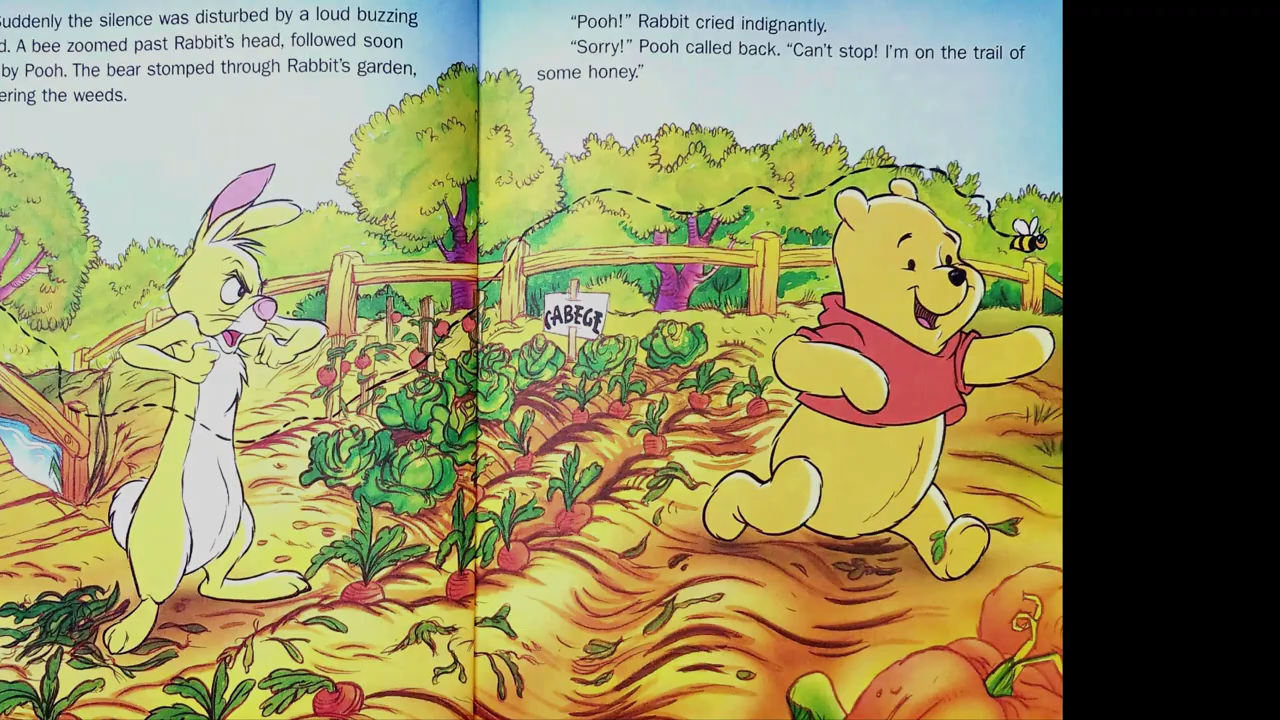 Suddenly the silence was disturbed by a loud buzzing
d. A bee zoomed past Rabbit's head, followed soon
by Pooh. The bear stomped through Rabbit's garden,
ering the weeds.
“Pooh!” Rabbit cried indignantly.
“Sorry!” Pooh called back. “Can't stop! I'm on the trail of
some honey.”
CABEGE